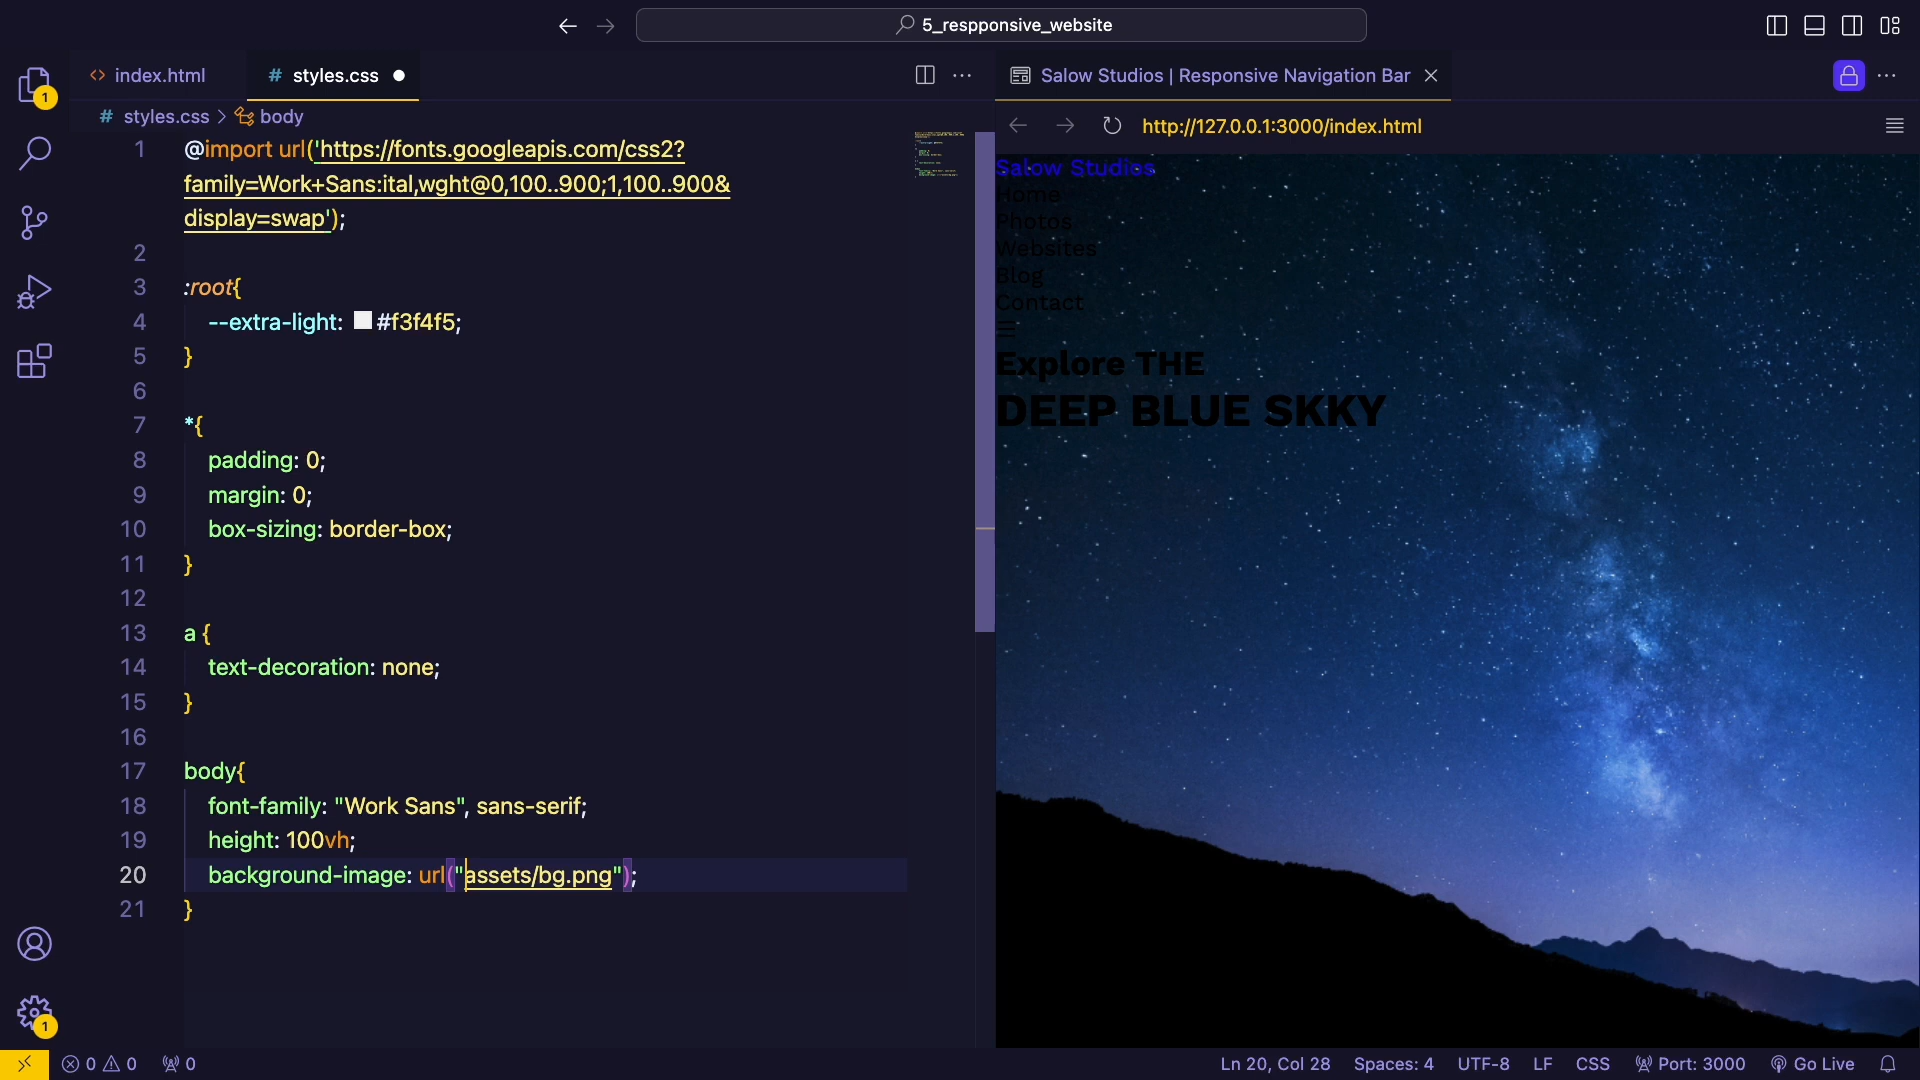 5_respponsive_website
index.html
# styles.css
Salow Studios | Responsive Navigation Bar
# styles.css > body
http://127.0.0.1:3000/index.html
1 @import url('https://fonts.googleapis.com/css2?
family=Work+Sans:ital,wght@0,100..900;1,100..900&
display=swap');
2
3 :root{
4 --extra-light: #f3f4f5;
5 }
6
7 *{
8 padding: 0;
9 margin: 0;
10 box-sizing: border-box;
11 }
12
13 a {
14 text-decoration: none;
15 }
16
17 body{
18 font-family: "Work Sans", sans-serif;
19 height: 100vh;
20 background-image: url("assets/bg.png");
21 }
Salow Studios
Home
Photos
Websites
Blog
Contact
Explore THE
DEEP BLUE SKKY
1
1
0 0 0
Ln 20, Col 28 Spaces: 4 UTF-8 LF CSS Port: 3000 Go Live